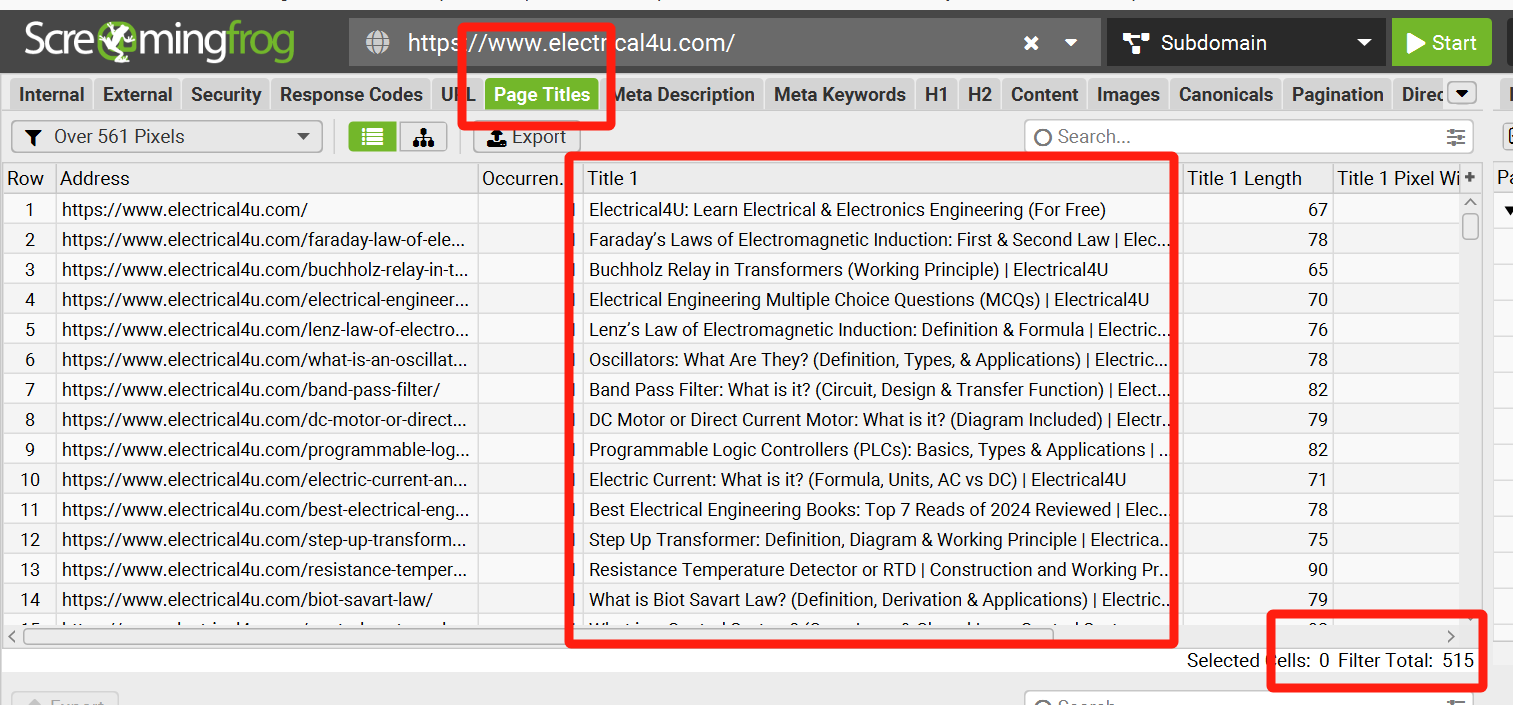 Screamingfrog https://www.electrical4u.com/ Subdomain Start
Internal External Security Response Codes URL Page Titles Meta Description Meta Keywords H1 H2 Content Images Canonicals Pagination Direc
Over 561 Pixels Export Search...
Row Address Occurren... Title 1 Title 1 Length Title 1 Pixel Wi
1 https://www.electrical4u.com/ 1 Electrical4U: Learn Electrical & Electronics Engineering (For Free) 67
2 https://www.electrical4u.com/faraday-law-of-ele... 1 Faraday’s Laws of Electromagnetic Induction: First & Second Law | Elec... 78
3 https://www.electrical4u.com/buchholz-relay-in-t... 1 Buchholz Relay in Transformers (Working Principle) | Electrical4U 65
4 https://www.electrical4u.com/electrical-engineer... 1 Electrical Engineering Multiple Choice Questions (MCQs) | Electrical4U 70
5 https://www.electrical4u.com/lenz-law-of-electro... 1 Lenz’s Law of Electromagnetic Induction: Definition & Formula | Electric... 76
6 https://www.electrical4u.com/what-is-an-oscillat... 1 Oscillators: What Are They? (Definition, Types, & Applications) | Electric... 78
7 https://www.electrical4u.com/band-pass-filter/ 1 Band Pass Filter: What is it? (Circuit, Design & Transfer Function) | Elect... 82
8 https://www.electrical4u.com/dc-motor-or-direct... 1 DC Motor or Direct Current Motor: What is it? (Diagram Included) | Electr... 79
9 https://www.electrical4u.com/programmable-log... 1 Programmable Logic Controllers (PLCs): Basics, Types & Applications | ... 82
10 https://www.electrical4u.com/electric-current-an... 1 Electric Current: What is it? (Formula, Units, AC vs DC) | Electrical4U 71
11 https://www.electrical4u.com/best-electrical-eng... 1 Best Electrical Engineering Books: Top 7 Reads of 2024 Reviewed | Elec... 78
12 https://www.electrical4u.com/step-up-transform... 1 Step Up Transformer: Definition, Diagram & Working Principle | Electrica... 75
13 https://www.electrical4u.com/resistance-temper... 1 Resistance Temperature Detector or RTD | Construction and Working Pr... 90
14 https://www.electrical4u.com/biot-savart-law/ 1 What is Biot Savart Law? (Definition, Derivation & Applications) | Electric... 79
Selected Cells: 0 Filter Total: 515
Export Search